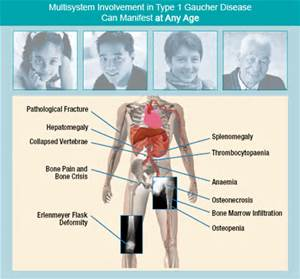 Multisystem Involvement in Type 1 Gaucher Disease
Can Manifest at Any Age
Pathological Fracture
Hepatomegaly
Collapsed Vertebrae
Bone Pain and
Bone Crisis
Erlenmeyer Flask
Deformity
Splenomegaly
Thrombocytopaenia
Anaemia
Osteonecrosis
Bone Marrow Infiltration
Osteopenia